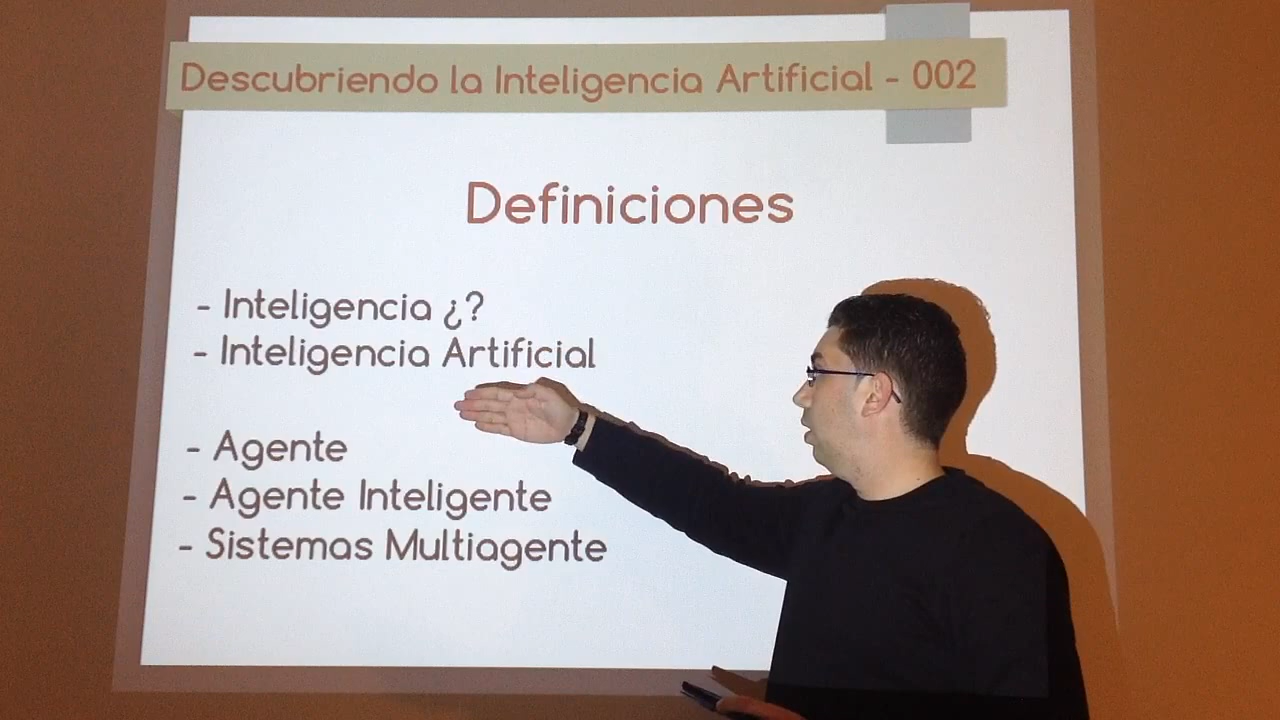 Descubriendo la Inteligencia Artificial - 002
Definiciones
- Inteligencia ¿?
- Inteligencia Artificial
- Agente
- Agente Inteligente
- Sistemas Multiagente